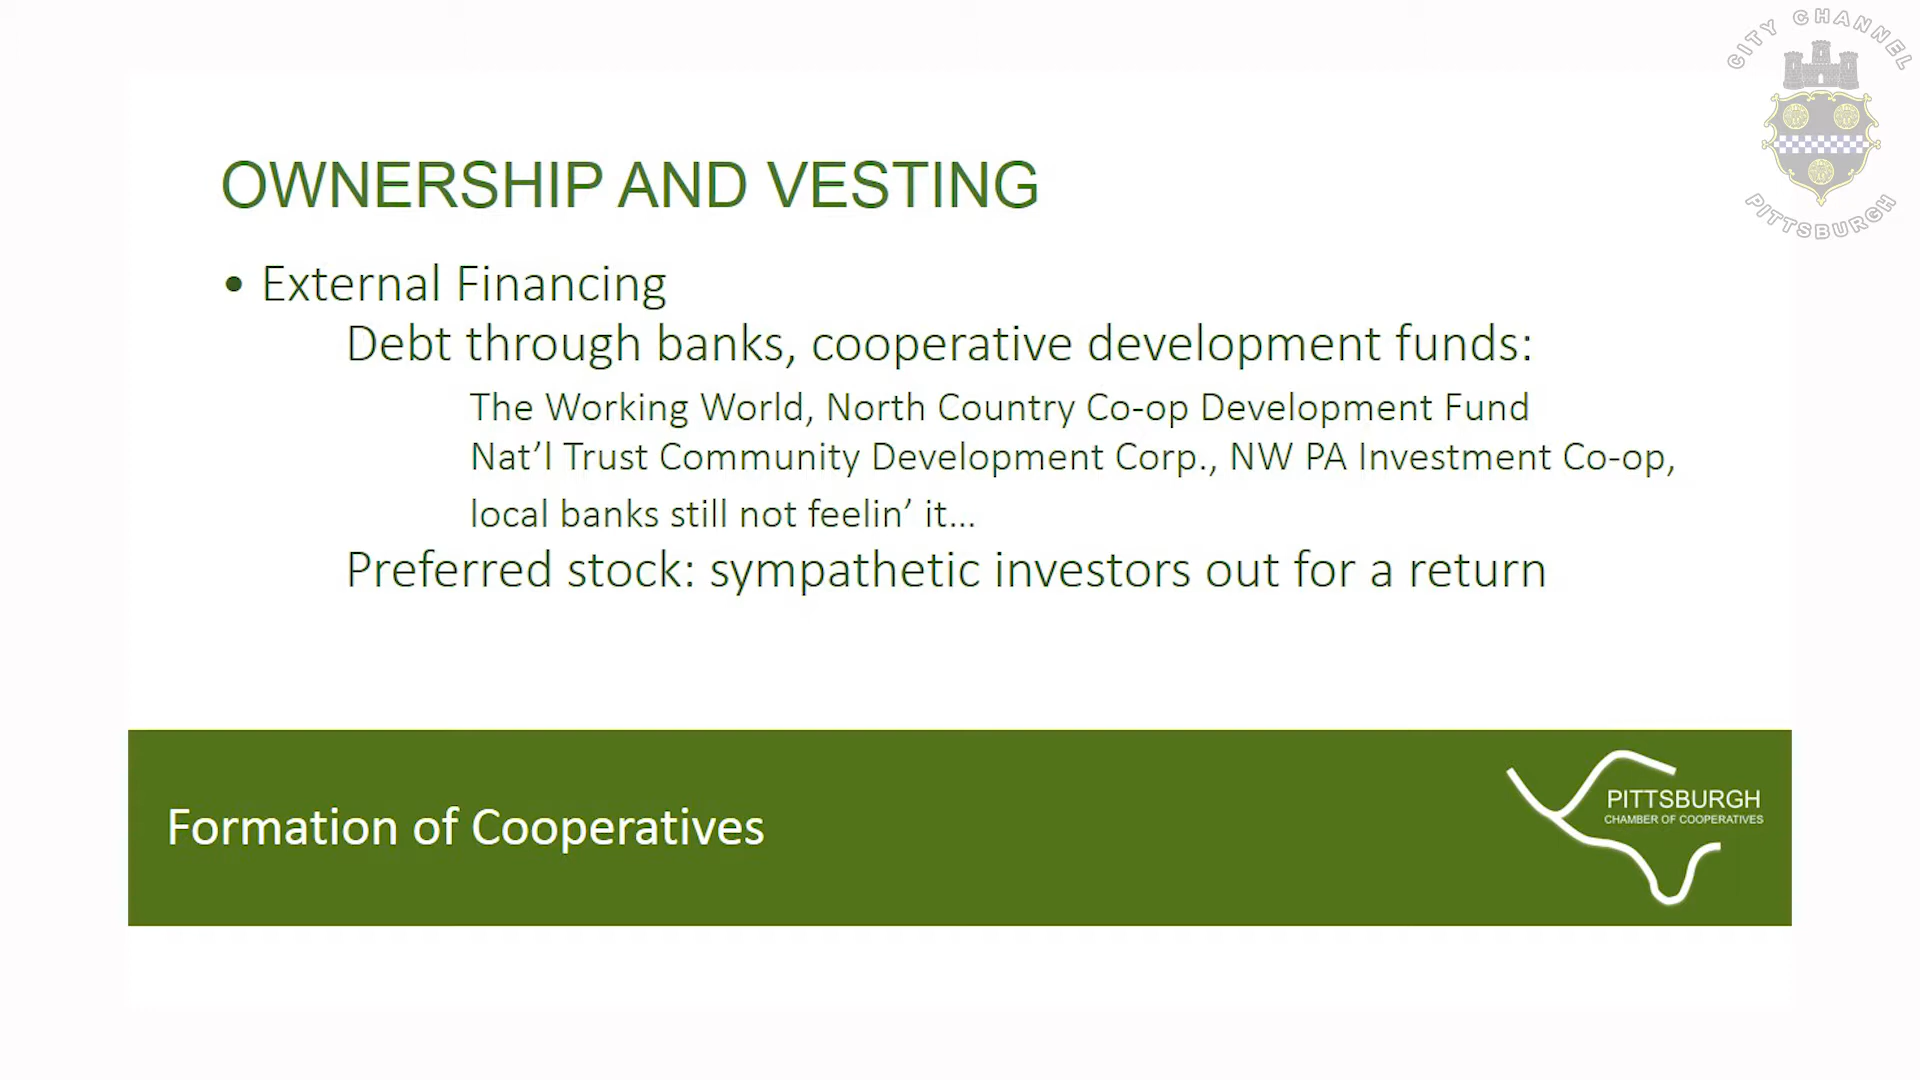 CITY CHANNEL
PITTSBURGH
OWNERSHIP AND VESTING
• External Financing
Debt through banks, cooperative development funds:
The Working World, North Country Co-op Development Fund
Nat’l Trust Community Development Corp., NW PA Investment Co-op,
local banks still not feelin’ it...
Preferred stock: sympathetic investors out for a return
Formation of Cooperatives
PITTSBURGH
CHAMBER OF COOPERATIVES